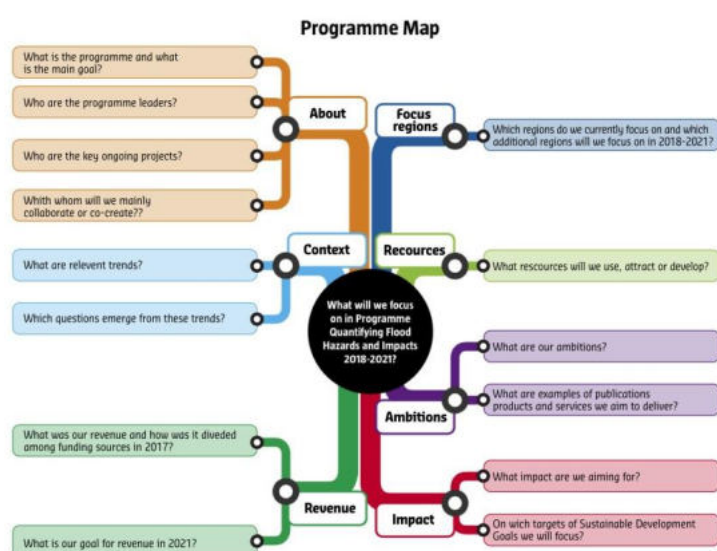 Programme Map
What is the programme and what
is the main goal?
Who are the programme leaders?
Who are the key ongoing projects?
Whith whom will we mainly
collaborate or co-create??
About
Focus
regions
Which regions do we currently focus on and which
additional regions will we focus on in 2018-2021?
Context
What are relevent trends?
Which questions emerge from these trends?
Recources
What rescources will we use, attract or develop?
What will we focus
on in Programme
Quantifying Flood
Hazards and Impacts
2018-2021?
Ambitions
What are our ambitions?
What are examples of publications
products and services we aim to deliver?
What was our revenue and how was it diveded
among funding sources in 2017?
What is our goal for revenue in 2021?
Revenue
Impact
What impact are we aiming for?
On wich targets of Sustainable Development
Goals we will focus?